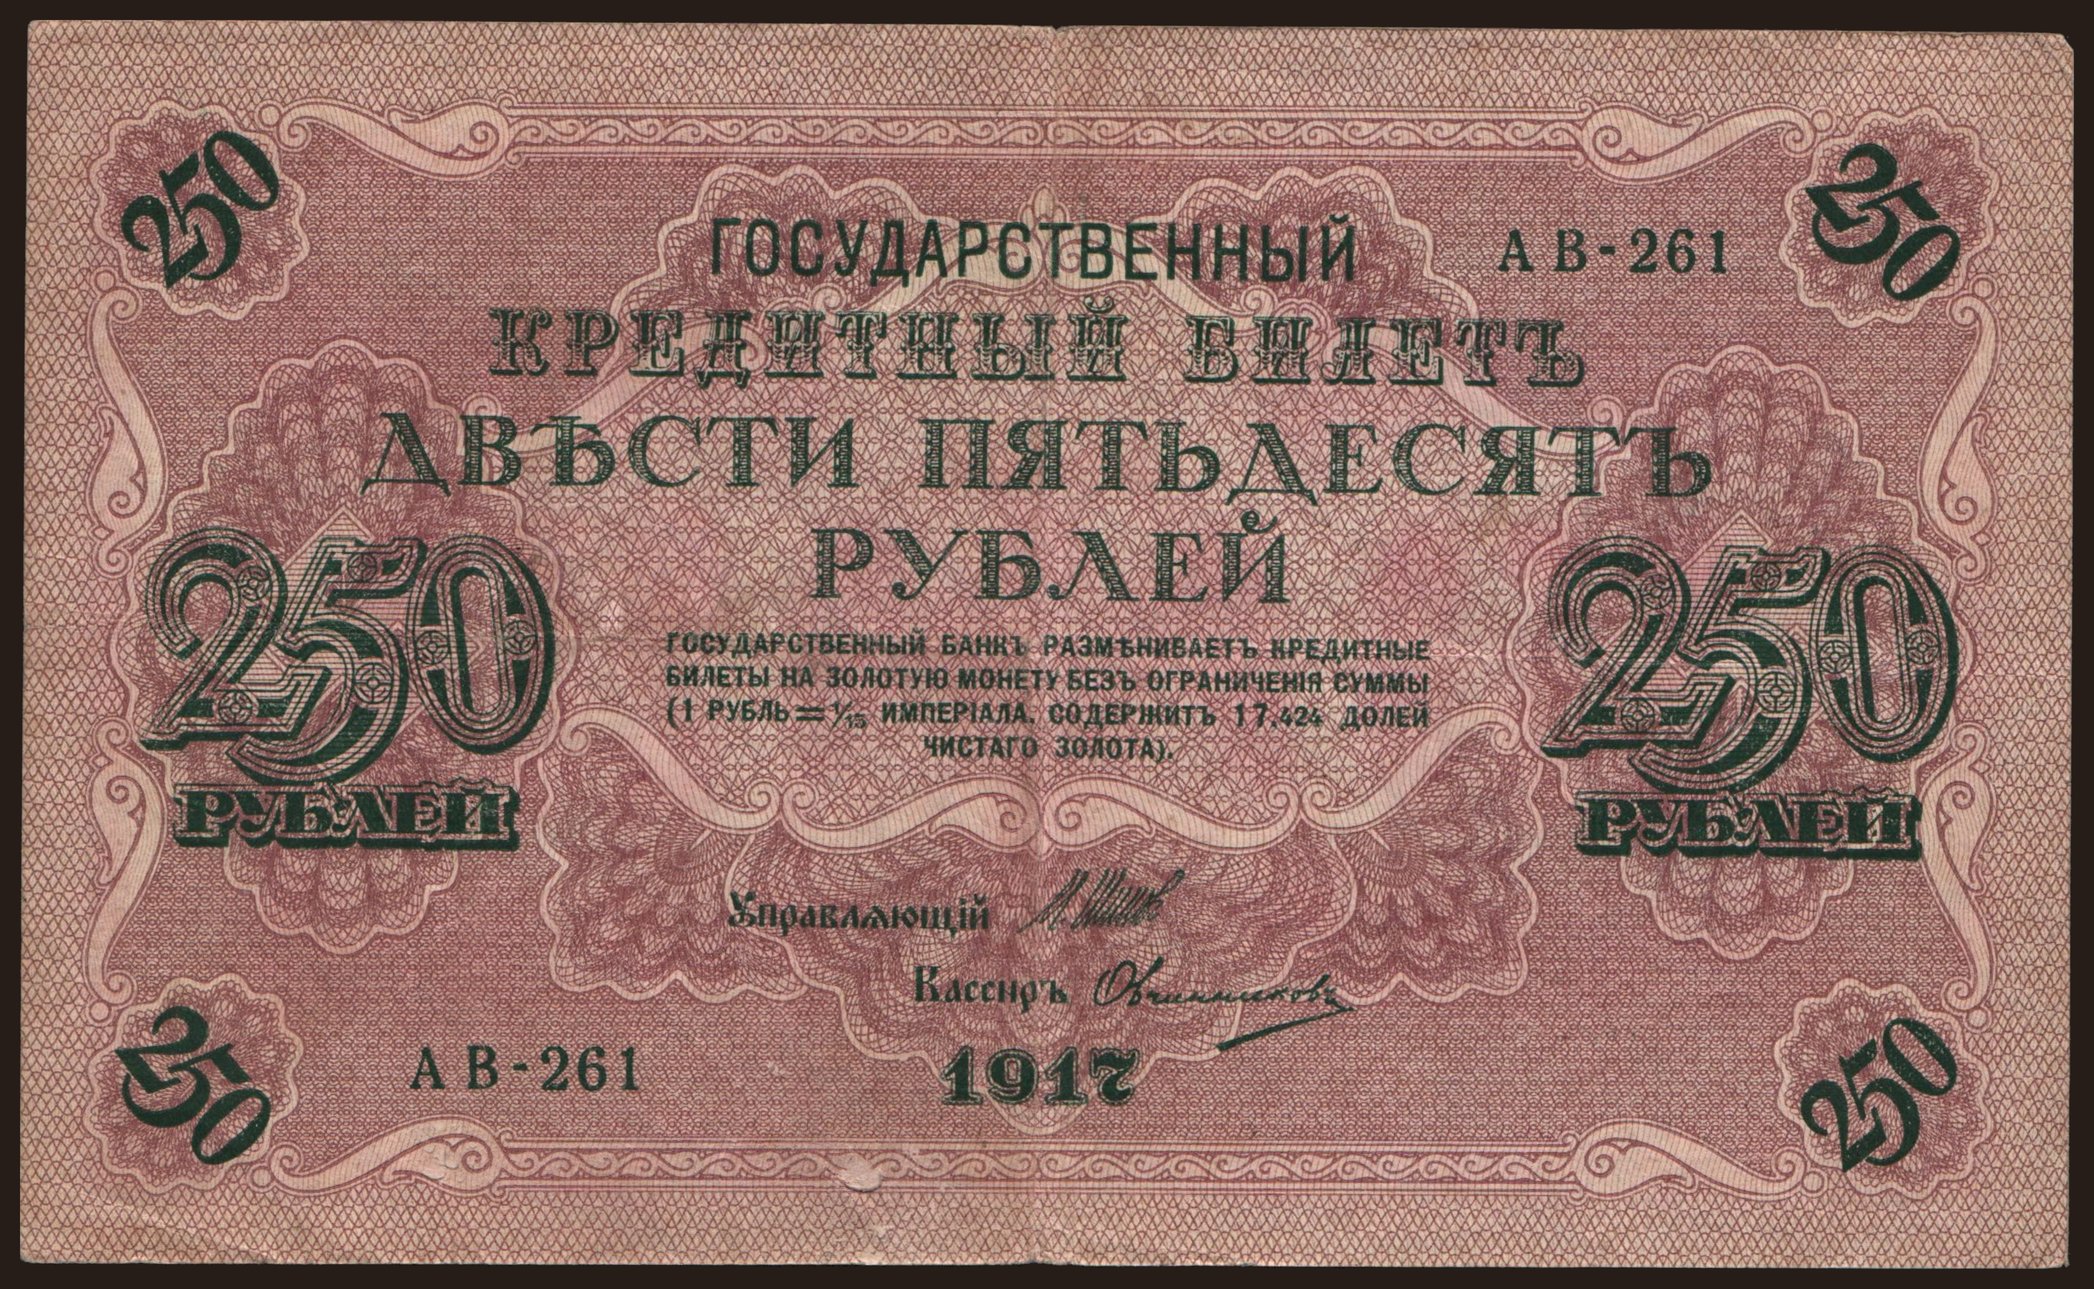 250
250
ГОСУДАРСТВЕННЫЙ
АВ-261
КРЕДИТНЫЙ БИЛЕТЪ
ДВѢСТИ ПЯТЬДЕСЯТЪ
РУБЛЕЙ
250
РУБЛЕЙ
250
РУБЛЕЙ
ГОСУДАРСТВЕННЫЙ БАНКЪ РАЗМѢНИВАЕТЪ КРЕДИТНЫЕ
БИЛЕТЫ НА ЗОЛОТУЮ МОНЕТУ БЕЗЪ ОГРАНИЧЕНІЯ СУММЫ
(1 РУБЛЬ = 1/15 ИМПЕРІАЛА, СОДЕРЖИТЪ 17,424 ДОЛЕЙ
ЧИСТАГО ЗОЛОТА).
Управляющій И. Шипов
Кассиръ Овчинников
АВ-261
1917
250
250